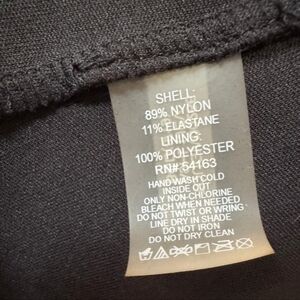 SHELL:
89% NYLON
11% ELASTANE
LINING:
100% POLYESTER
RN# 54163
HAND WASH COLD
INSIDE OUT
ONLY NON-CHLORINE
BLEACH WHEN NEEDED
DO NOT TWIST OR WRING
LINE DRY IN SHADE
DO NOT IRON
DO NOT DRY CLEAN